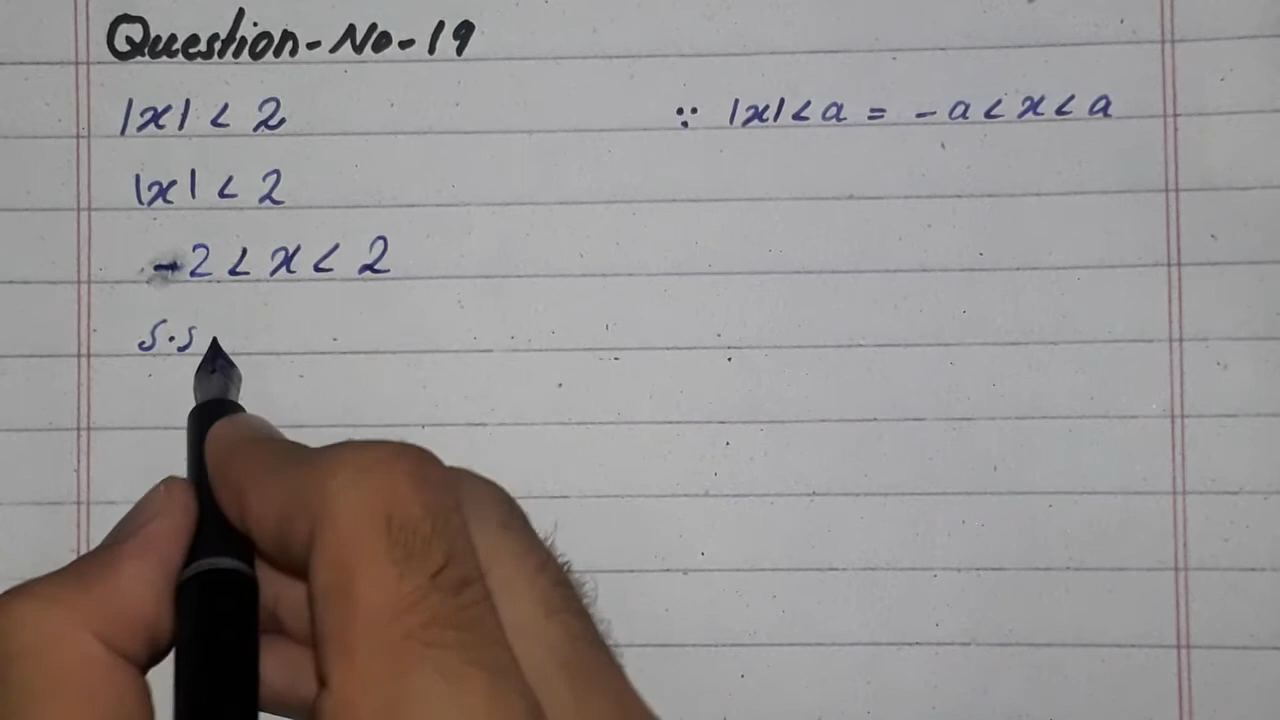 Question-No-19
|x| < 2
∵ |x| < a = -a < x < a
|x| < 2
-2 < x < 2
S.S